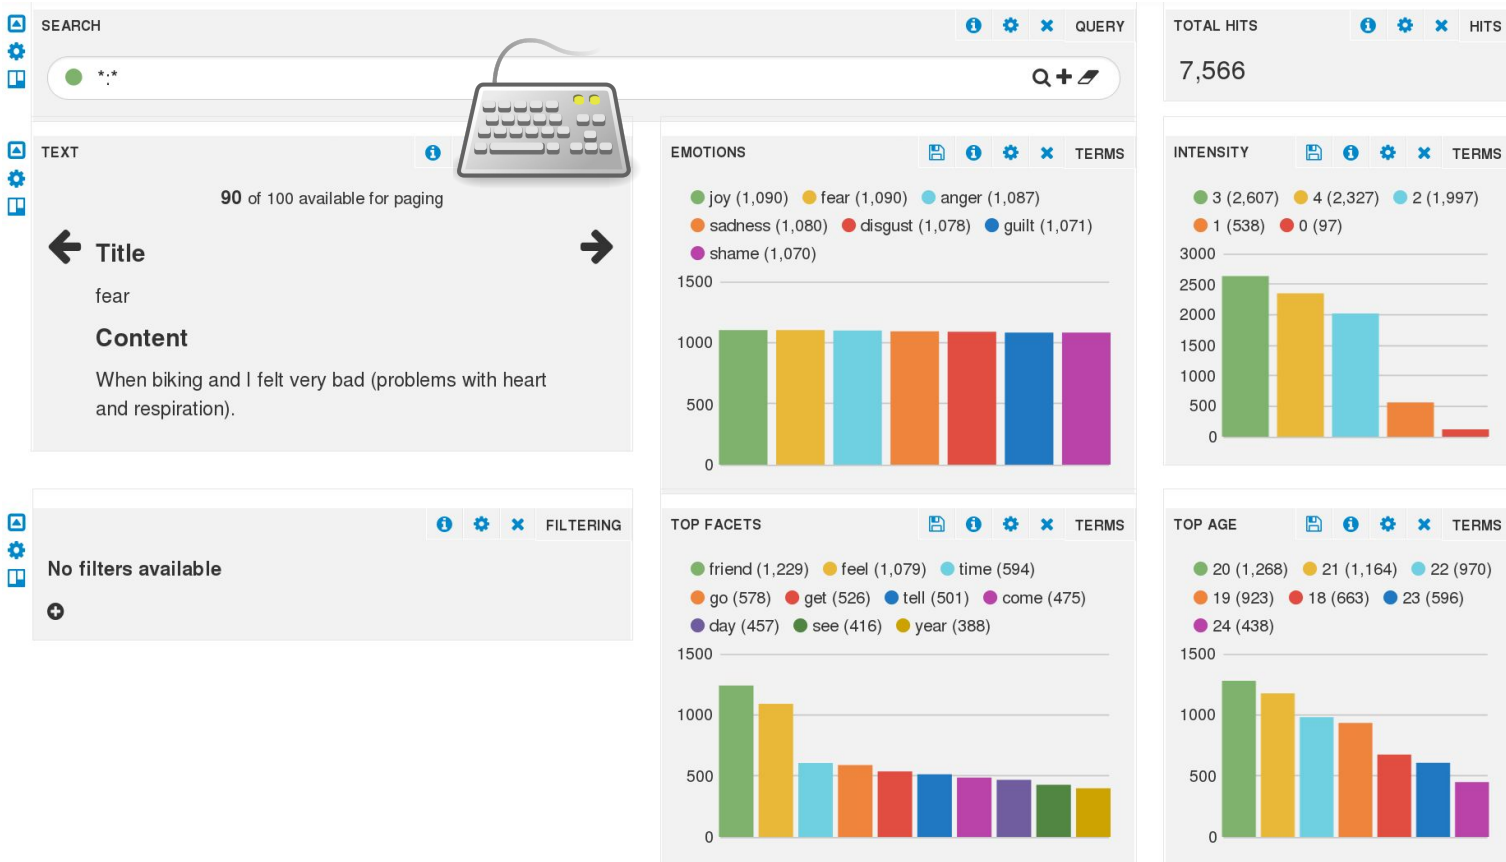 SEARCH
QUERY
*:*
TOTAL HITS
HITS
7,566
TEXT
90 of 100 available for paging
Title
fear
Content
When biking and I felt very bad (problems with heart
and respiration).
EMOTIONS
TERMS
joy (1,090) fear (1,090) anger (1,087)
sadness (1,080) disgust (1,078) guilt (1,071)
shame (1,070)
1500
1000
500
0
INTENSITY
TERMS
3 (2,607) 4 (2,327) 2 (1,997)
1 (538) 0 (97)
3000
2500
2000
1500
1000
500
0
FILTERING
No filters available
TOP FACETS
TERMS
friend (1,229) feel (1,079) time (594)
go (578) get (526) tell (501) come (475)
day (457) see (416) year (388)
1500
1000
500
0
TOP AGE
TERMS
20 (1,268) 21 (1,164) 22 (970)
19 (923) 18 (663) 23 (596)
24 (438)
1500
1000
500
0